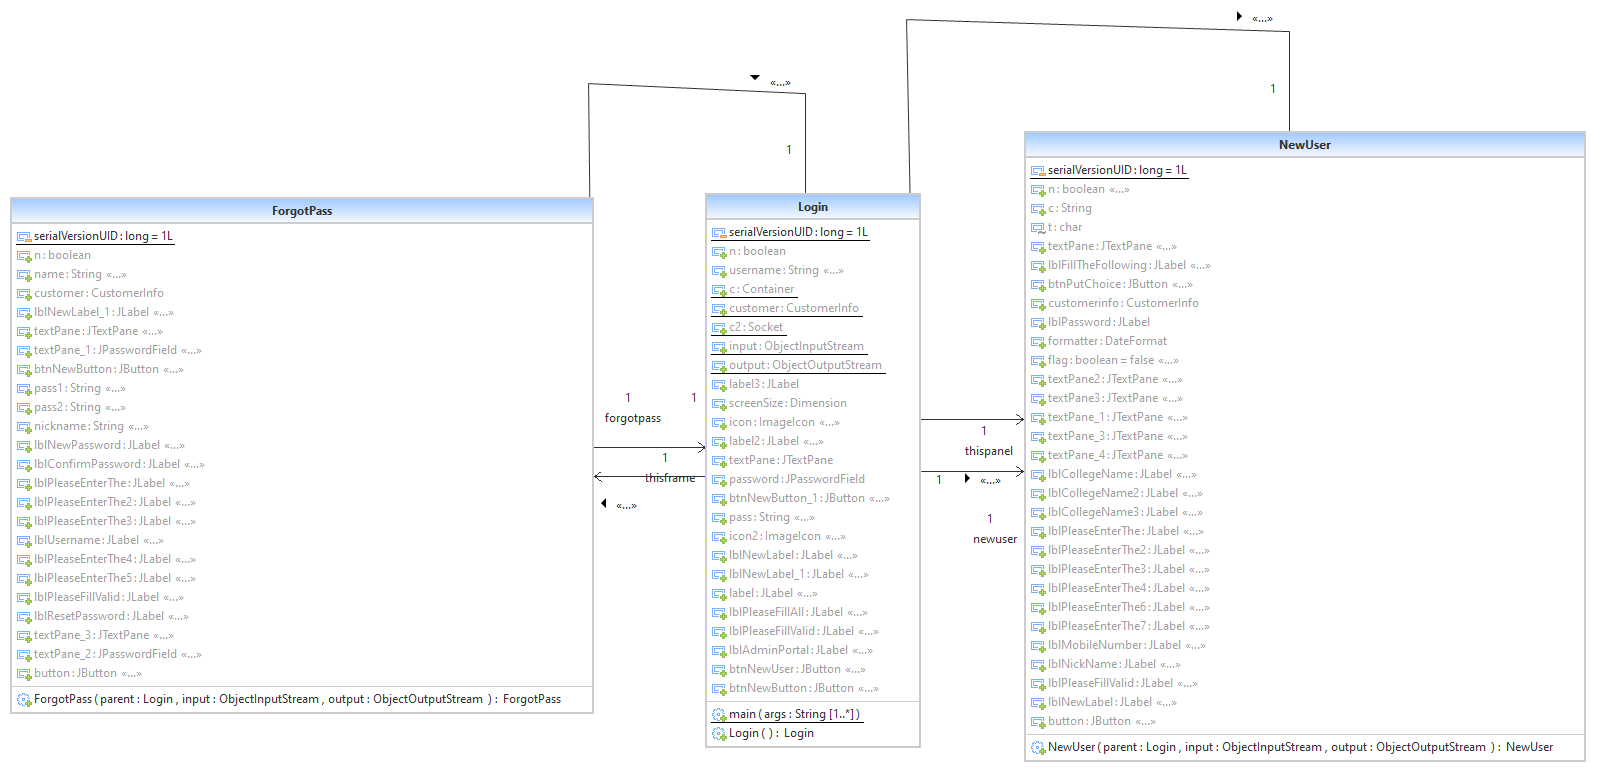 «...»
«...»
1
1
ForgotPass
serialVersionUID : long = 1L
n : boolean
name : String «...»
customer : CustomerInfo
lblNewLabel_1 : JLabel «...»
textPane : JTextPane «...»
textPane_1 : JPasswordField «...»
btnNewButton : JButton «...»
pass1 : String «...»
pass2 : String «...»
nickname : String «...»
lblNewPassword : JLabel «...»
lblConfirmPassword : JLabel «...»
lblPleaseEnterThe : JLabel «...»
lblPleaseEnterThe2 : JLabel «...»
lblPleaseEnterThe3 : JLabel «...»
lblUsername : JLabel «...»
lblPleaseEnterThe4 : JLabel «...»
lblPleaseEnterThe5 : JLabel «...»
lblPleaseFillValid : JLabel «...»
lblResetPassword : JLabel «...»
textPane_3 : JTextPane «...»
textPane_2 : JPasswordField «...»
button : JButton «...»
ForgotPass ( parent : Login , input : ObjectInputStream , output : ObjectOutputStream ) : ForgotPass
1
1
forgotpass
1
thisframe
«...»
Login
serialVersionUID : long = 1L
n : boolean
username : String «...»
c : Container
customer : CustomerInfo
c2 : Socket
input : ObjectInputStream
output : ObjectOutputStream
label3 : JLabel
screenSize : Dimension
icon : ImageIcon «...»
label2 : JLabel «...»
textPane : JTextPane
password : JPasswordField
btnNewButton_1 : JButton «...»
pass : String «...»
icon2 : ImageIcon «...»
lblNewLabel : JLabel «...»
lblNewLabel_1 : JLabel «...»
label : JLabel «...»
lblPleaseFillAll : JLabel «...»
lblPleaseFillValid : JLabel «...»
lblAdminPortal : JLabel «...»
btnNewUser : JButton «...»
btnNewButton : JButton «...»
main ( args : String [1..*] )
Login ( ) : Login
1
thispanel
1
«...»
1
newuser
NewUser
serialVersionUID : long = 1L
n : boolean «...»
c : String
t : char
textPane : JTextPane «...»
lblFillTheFollowing : JLabel «...»
btnPutChoice : JButton «...»
customerinfo : CustomerInfo
lblPassword : JLabel
formatter : DateFormat
flag : boolean = false «...»
textPane2 : JTextPane «...»
textPane3 : JTextPane «...»
textPane_1 : JTextPane «...»
textPane_3 : JTextPane «...»
textPane_4 : JTextPane «...»
lblCollegeName : JLabel «...»
lblCollegeName2 : JLabel «...»
lblCollegeName3 : JLabel «...»
lblPleaseEnterThe : JLabel «...»
lblPleaseEnterThe2 : JLabel «...»
lblPleaseEnterThe3 : JLabel «...»
lblPleaseEnterThe4 : JLabel «...»
lblPleaseEnterThe6 : JLabel «...»
lblPleaseEnterThe7 : JLabel «...»
lblMobileNumber : JLabel «...»
lblNickName : JLabel «...»
lblPleaseFillValid : JLabel «...»
lblNewLabel : JLabel «...»
button : JButton «...»
NewUser ( parent : Login , input : ObjectInputStream , output : ObjectOutputStream ) : NewUser